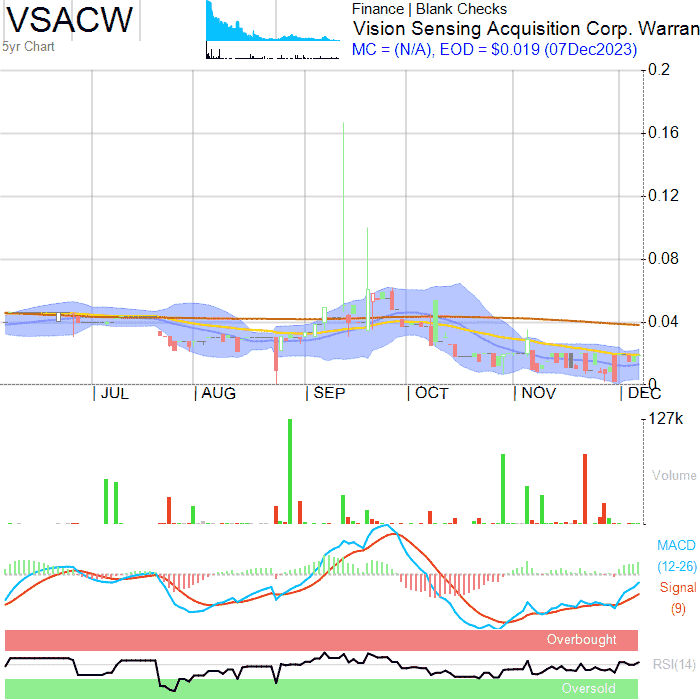 VSACW
5yr Chart
Finance | Blank Checks
Vision Sensing Acquisition Corp. Warran
MC = (N/A), EOD = $0.019 (07Dec2023)
0.2
0.16
0.12
0.08
0.04
0
JUL AUG SEP OCT NOV DEC
127k
Volume
MACD
(12-26)
Signal
(9)
Overbought
RSI(14)
Oversold